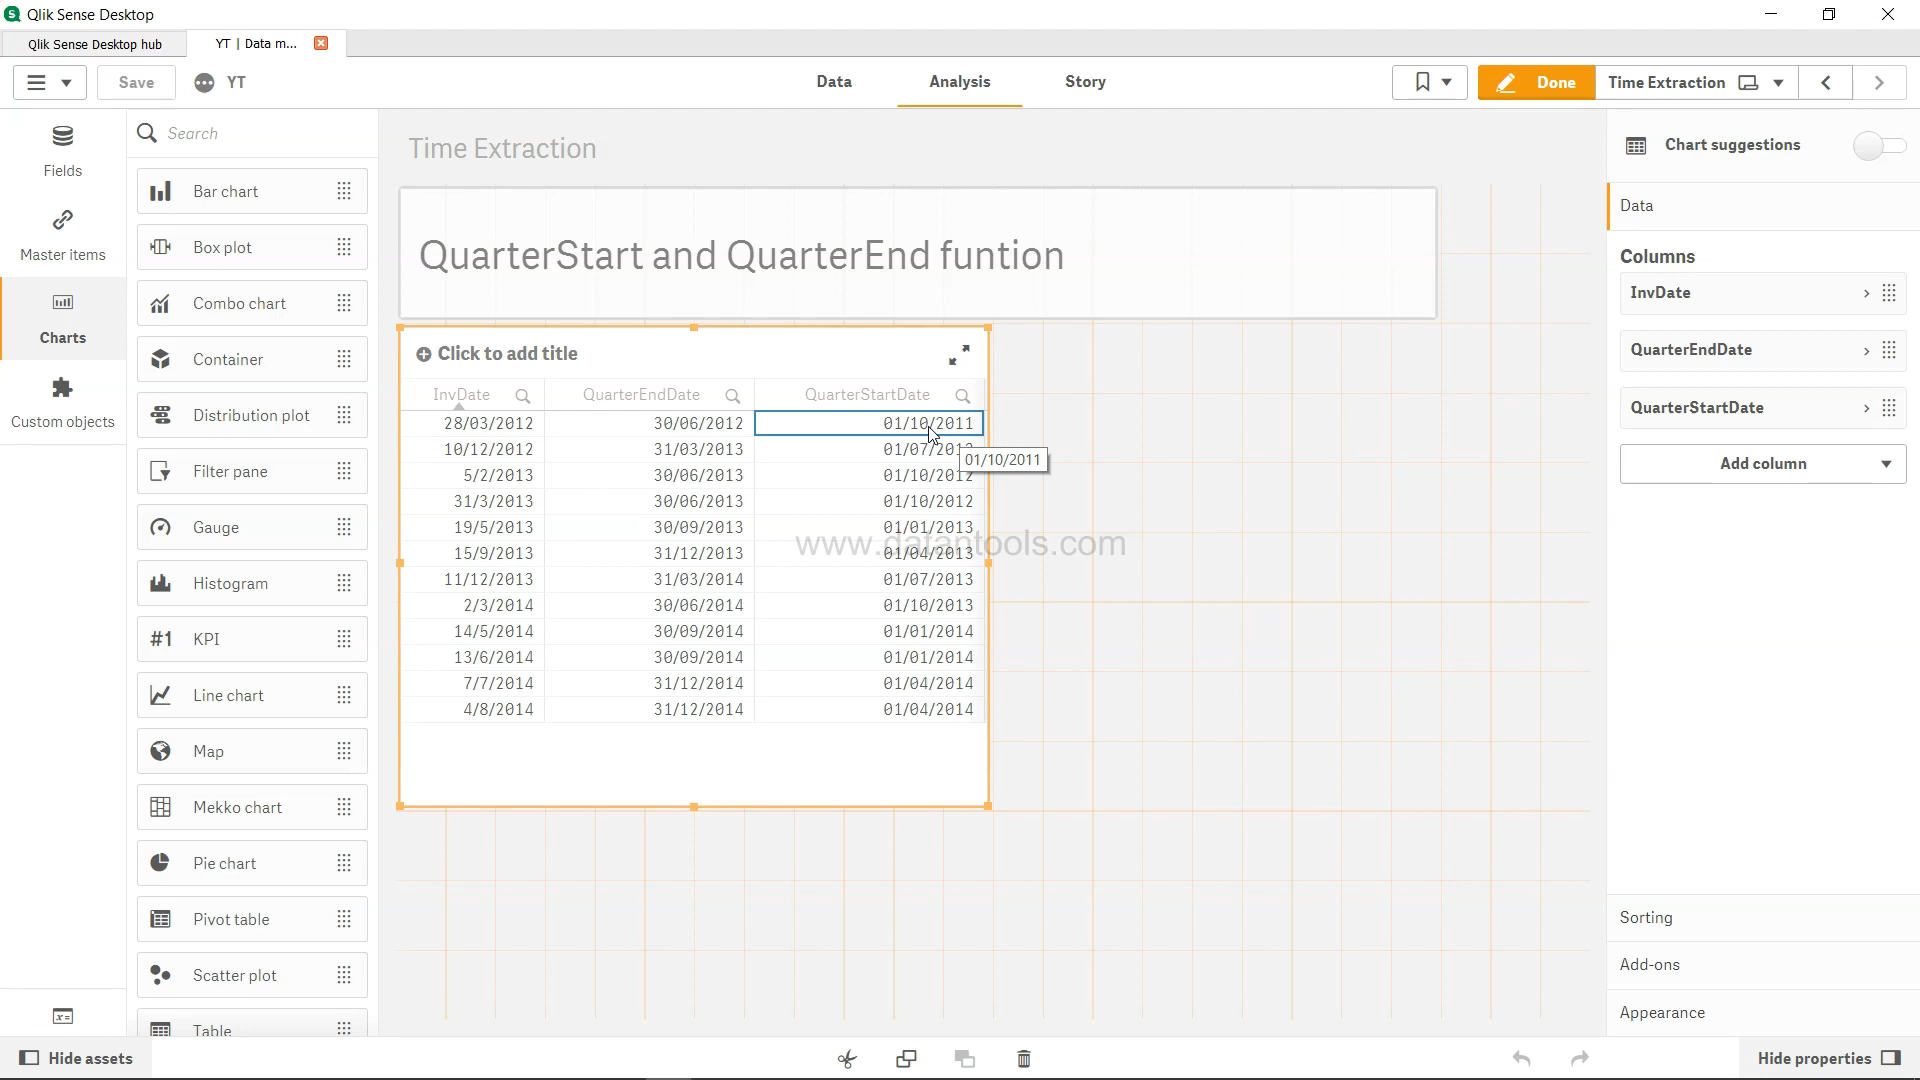 Qlik Sense Desktop
Qlik Sense Desktop hub
YT | Data m...
Save
YT
Data
Analysis
Story
Done
Time Extraction
Fields
Master items
Charts
Custom objects
Search
Bar chart
Box plot
Combo chart
Container
Distribution plot
Filter pane
Gauge
Histogram
#1 KPI
Line chart
Map
Mekko chart
Pie chart
Pivot table
Scatter plot
Table
Time Extraction
QuarterStart and QuarterEnd funtion
Click to add title
InvDate QuarterEndDate QuarterStartDate
28/03/2012 30/06/2012 01/10/2011
10/12/2012 31/03/2013 01/07/2012
01/10/2011
5/2/2013 30/06/2013 01/10/2012
31/3/2013 30/06/2013 01/10/2012
19/5/2013 30/09/2013 01/01/2013
www.dafantools.com
15/9/2013 31/12/2013 01/04/2013
11/12/2013 31/03/2014 01/07/2013
2/3/2014 30/06/2014 01/10/2013
14/5/2014 30/09/2014 01/01/2014
13/6/2014 30/09/2014 01/01/2014
7/7/2014 31/12/2014 01/04/2014
4/8/2014 31/12/2014 01/04/2014
Chart suggestions
Data
Columns
InvDate
QuarterEndDate
QuarterStartDate
Add column
Sorting
Add-ons
Appearance
Hide assets
Hide properties